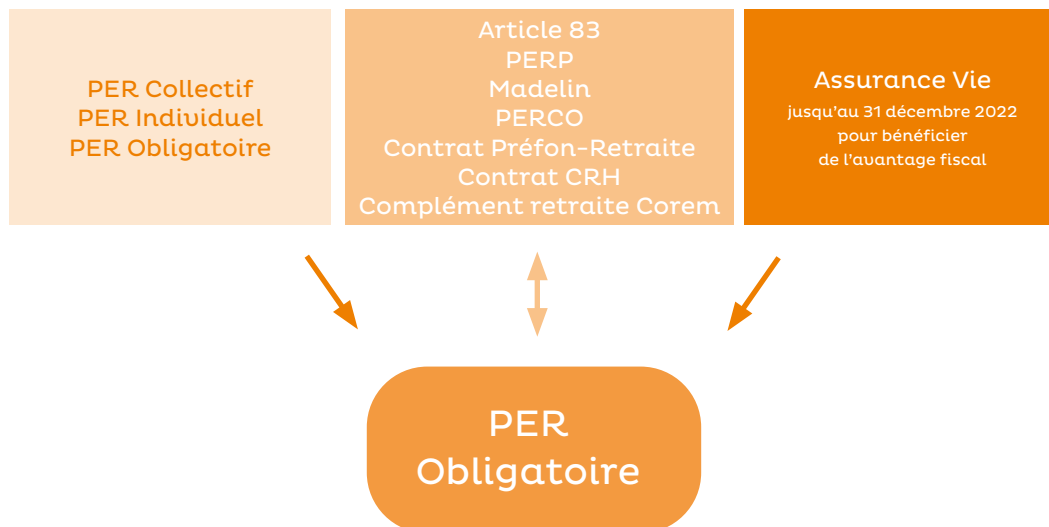 PER Collectif
PER Individuel
PER Obligatoire
Article 83
PERP
Madelin
PERCO
Contrat Préfon-Retraite
Contrat CRH
Complément retraite Corem
Assurance Vie
jusqu'au 31 décembre 2022
pour bénéficier
de l'avantage fiscal
PER
Obligatoire